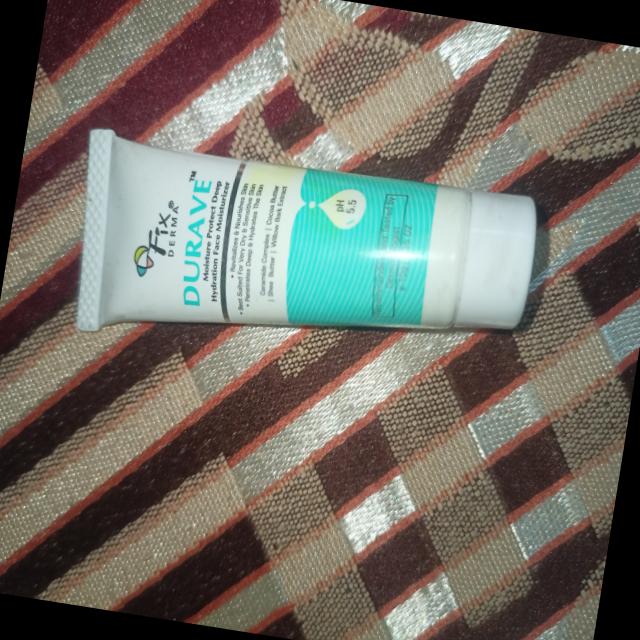 FIX
DERMA®
DURAVE™
Moisture Protect Deep
Hydration Face Moisturizer
• Revitalizes & Nourishes Skin
• Best Suited For Very Dry & Sensitive Skin
• Penetrates Deep & Hydrates The Skin
Ceramide Complex | Cocoa Butter
| Shea Butter | Willow Bark Extract
pH
5.5